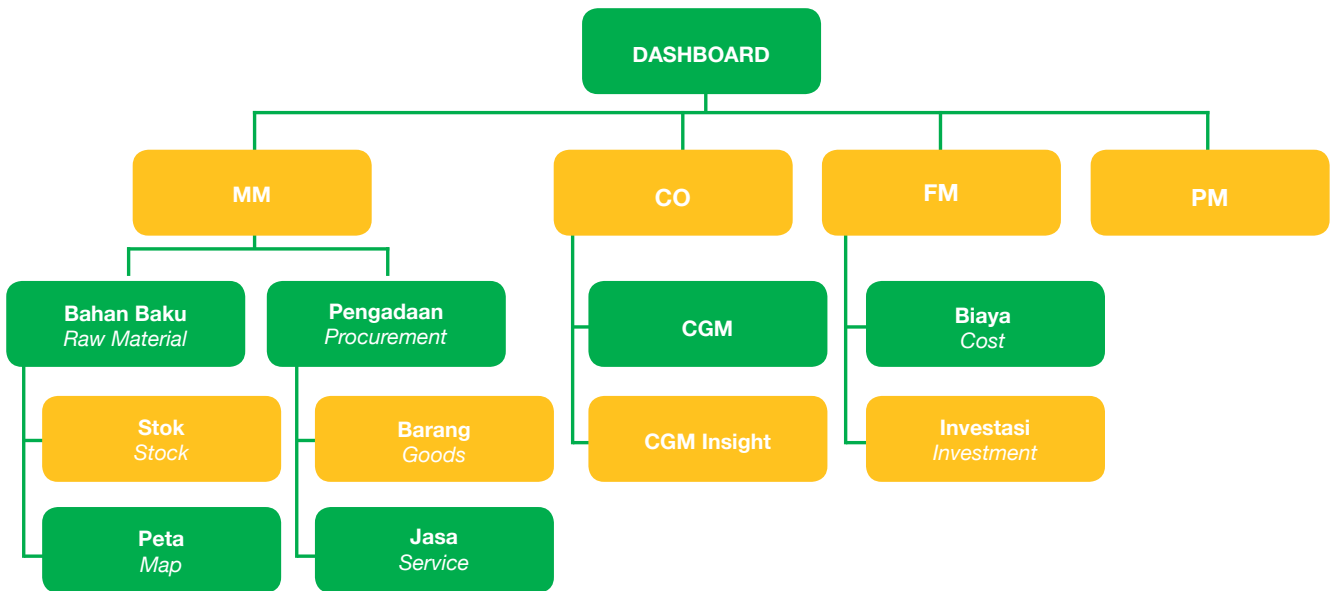 DASHBOARD
MM
CO
FM
PM
Bahan Baku
Raw Material
Pengadaan
Procurement
CGM
Biaya
Cost
Stok
Stock
Barang
Goods
CGM Insight
Investasi
Investment
Peta
Map
Jasa
Service